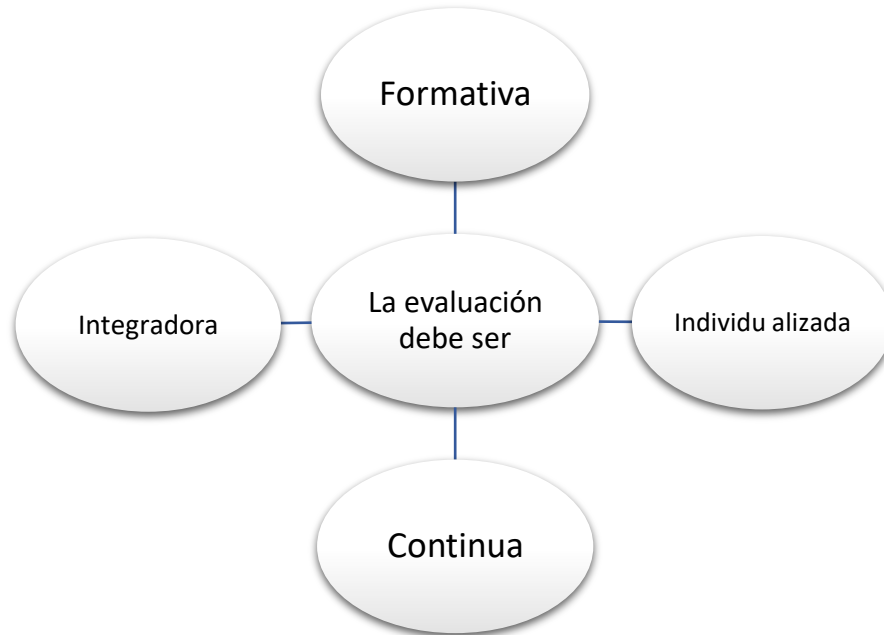 Formativa
Integradora
La evaluación
debe ser
Individu alizada
Continua